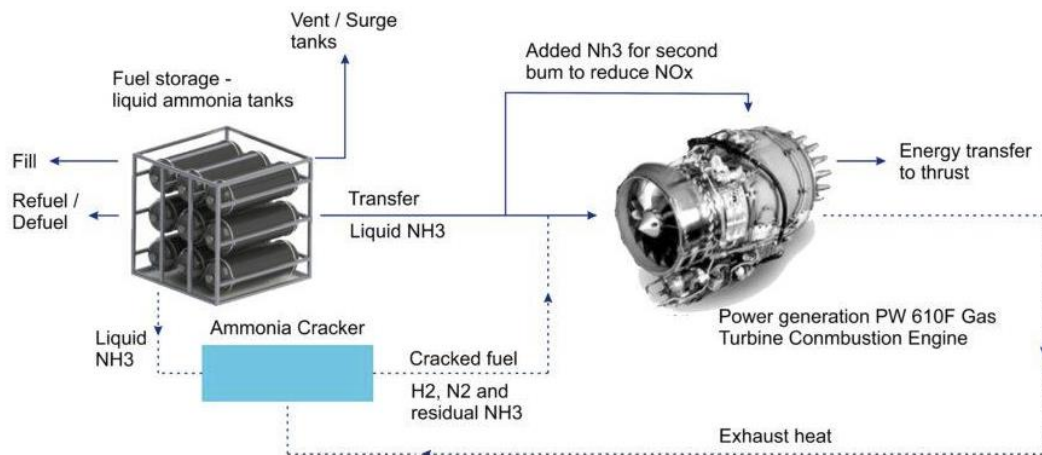 Vent / Surge
tanks
Added Nh3 for second
bum to reduce NOx
Fuel storage -
liquid ammonia tanks
Fill
Refuel /
Defuel
Transfer
Liquid NH3
Energy transfer
to thrust
Power generation PW 610F Gas
Turbine Conmbustion Engine
Liquid
NH3
Ammonia Cracker
Cracked fuel
H2, N2 and
residual NH3
Exhaust heat